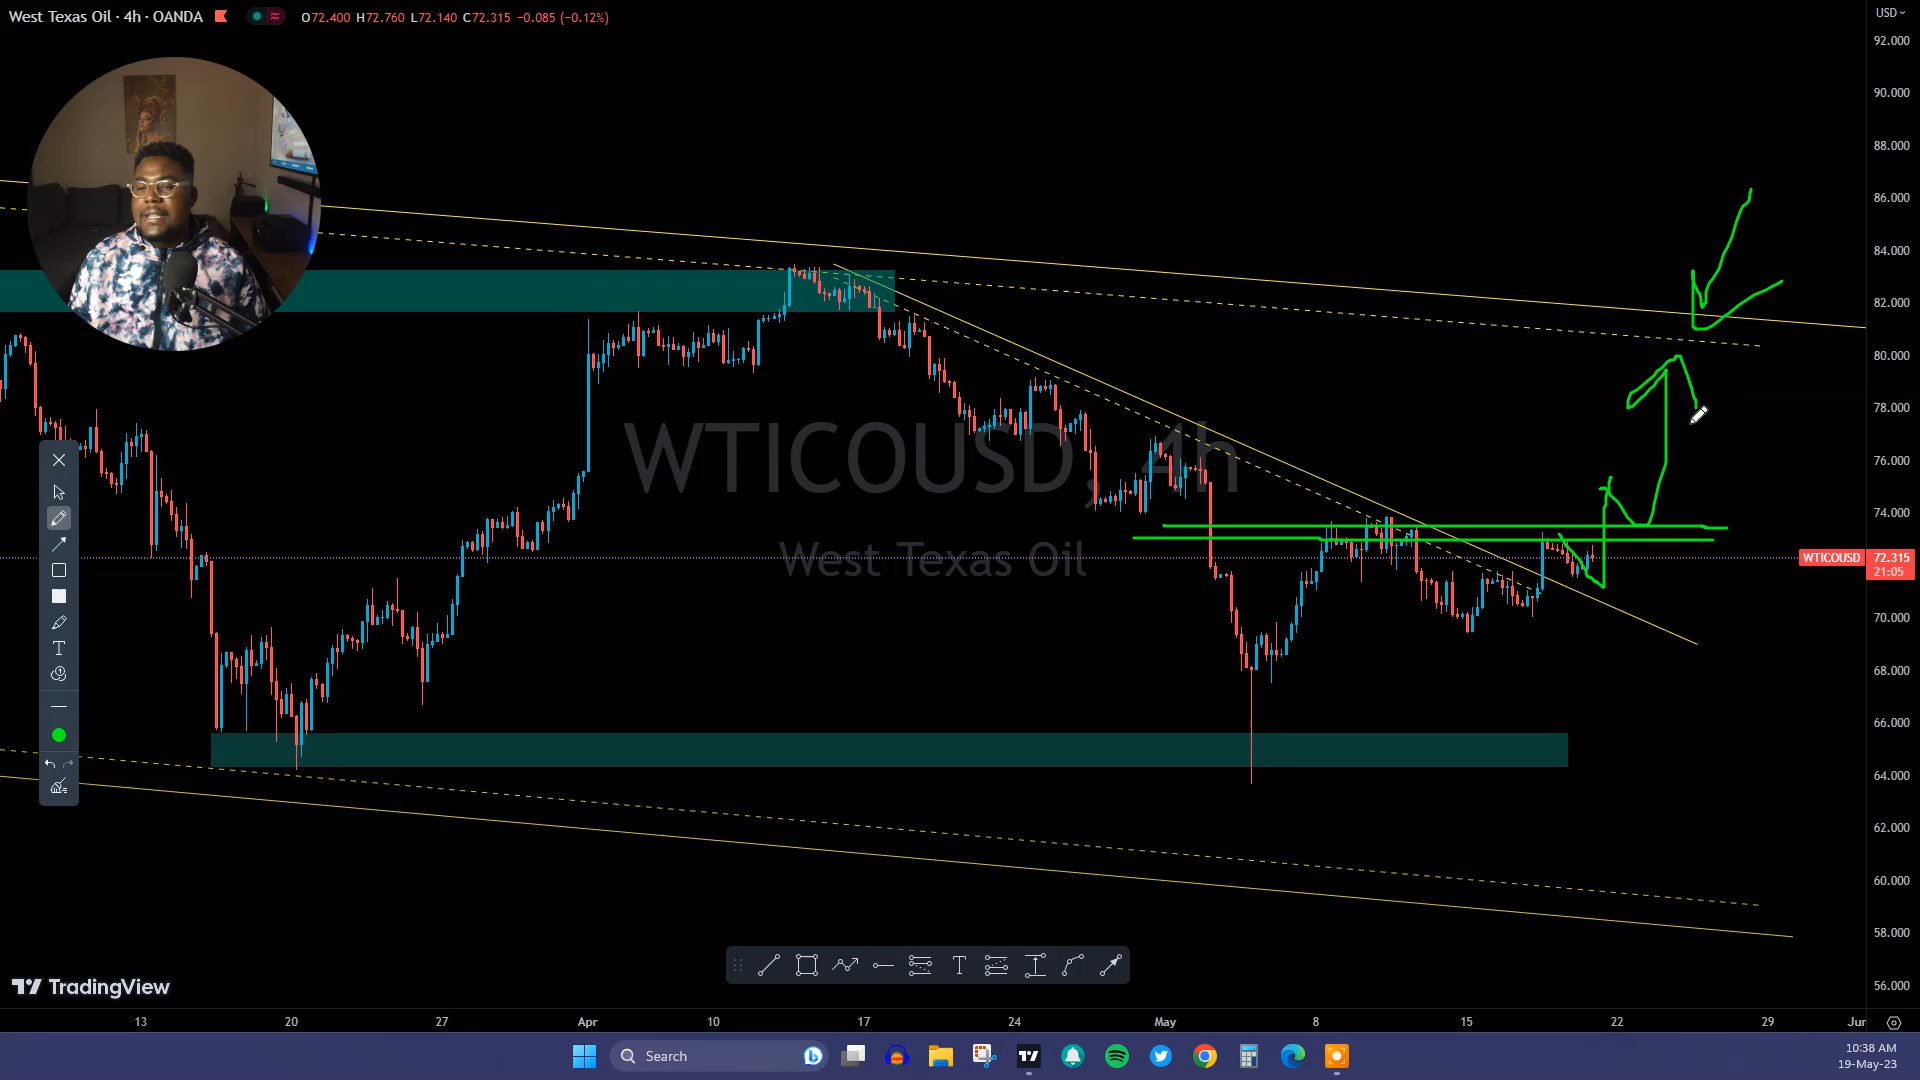 West Texas Oil · 4h · OANDA
O72.400 H72.760 L72.140 C72.315 −0.085 (−0.12%)
USD
92.000
90.000
88.000
86.000
84.000
82.000
80.000
78.000
76.000
74.000
WTICOUSD 72.315
21:05
70.000
68.000
66.000
64.000
62.000
60.000
58.000
56.000
WTICOUSD, 4h
West Texas Oil
TradingView
13 20 27 Apr 10 17 24 May 8 15 22 29 Jun
Search
10:38 AM
19-May-23